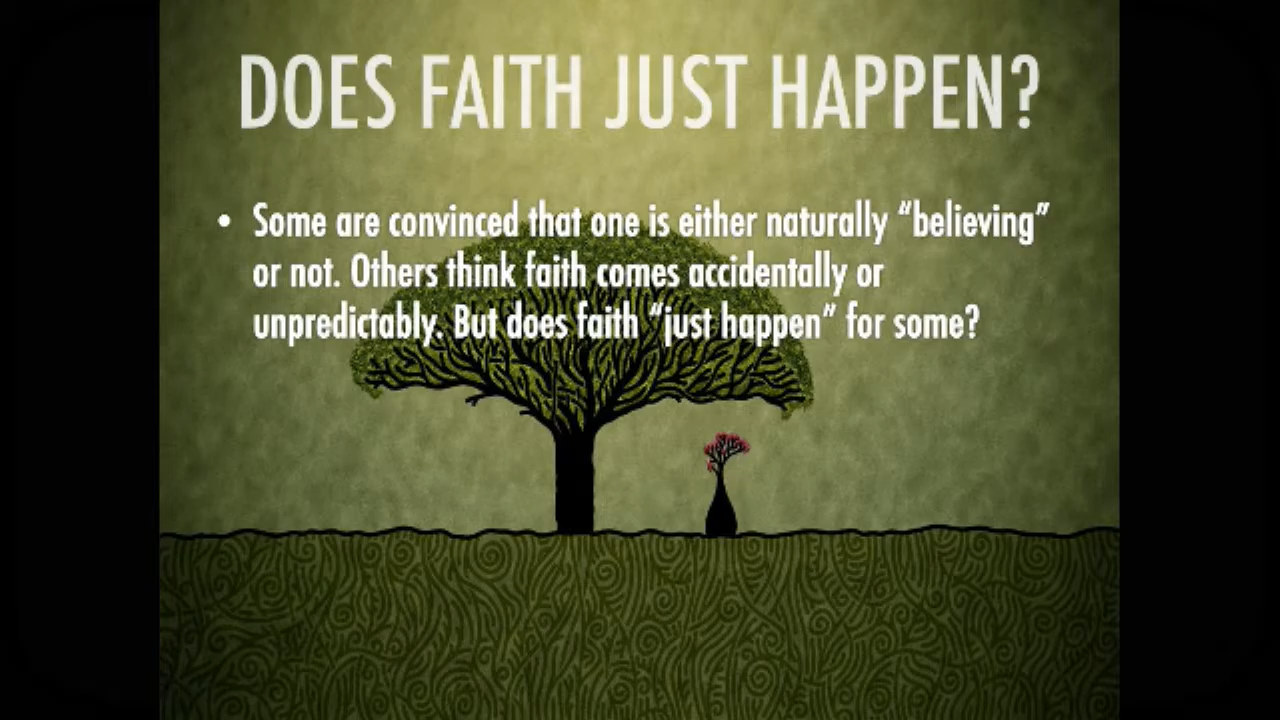 DOES FAITH JUST HAPPEN?
• Some are convinced that one is either naturally “believing”
or not. Others think faith comes accidentally or
unpredictably. But does faith “just happen” for some?